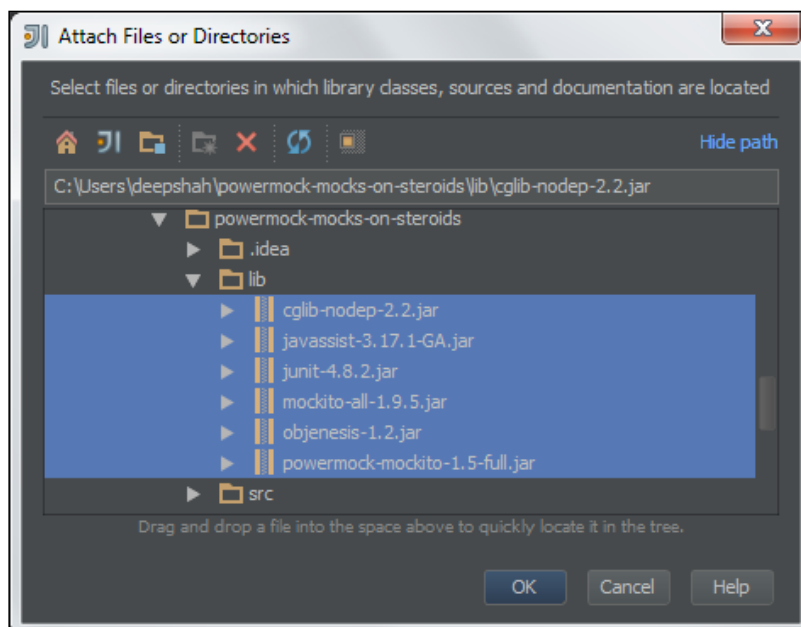 Attach Files or Directories
Select files or directories in which library classes, sources and documentation are located
Hide path
C:\Users\deepshah\powermock-mocks-on-steroids\lib\cglib-nodep-2.2.jar
powermock-mocks-on-steroids
.idea
lib
cglib-nodep-2.2.jar
javassist-3.17.1-GA.jar
junit-4.8.2.jar
mockito-all-1.9.5.jar
objenesis-1.2.jar
powermock-mockito-1.5-full.jar
src
Drag and drop a file into the space above to quickly locate it in the tree.
OK Cancel Help